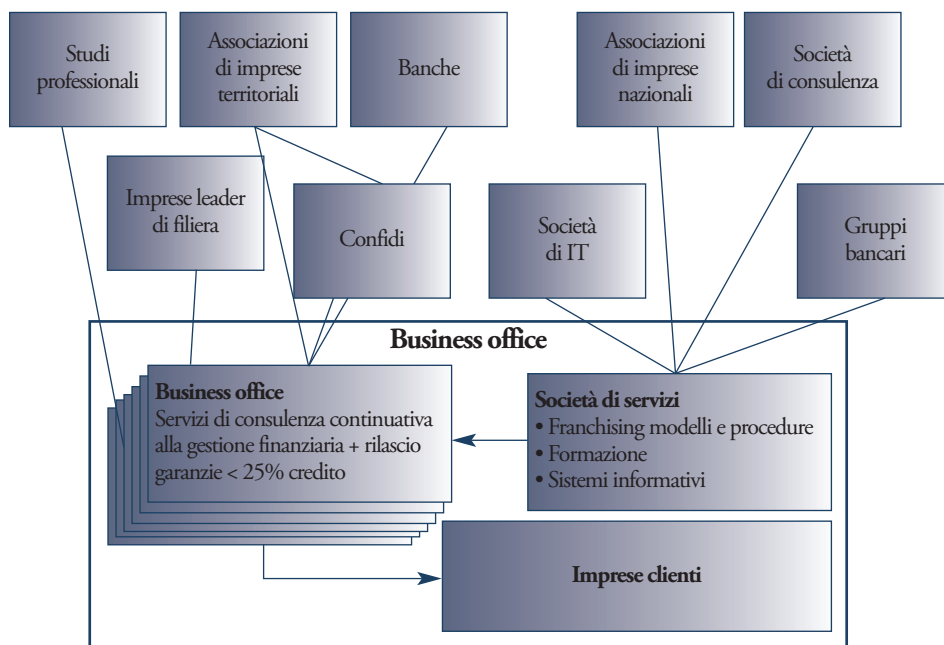 Studi
professionali
Associazioni
di imprese
territoriali
Banche
Associazioni
di imprese
nazionali
Società
di consulenza
Imprese leader
di filiera
Confidi
Società
di IT
Gruppi
bancari
Business office
Business office
Servizi di consulenza continuativa
alla gestione finanziaria + rilascio
garanzie < 25% credito
Società di servizi
• Franchising modelli e procedure
• Formazione
• Sistemi informativi
Imprese clienti